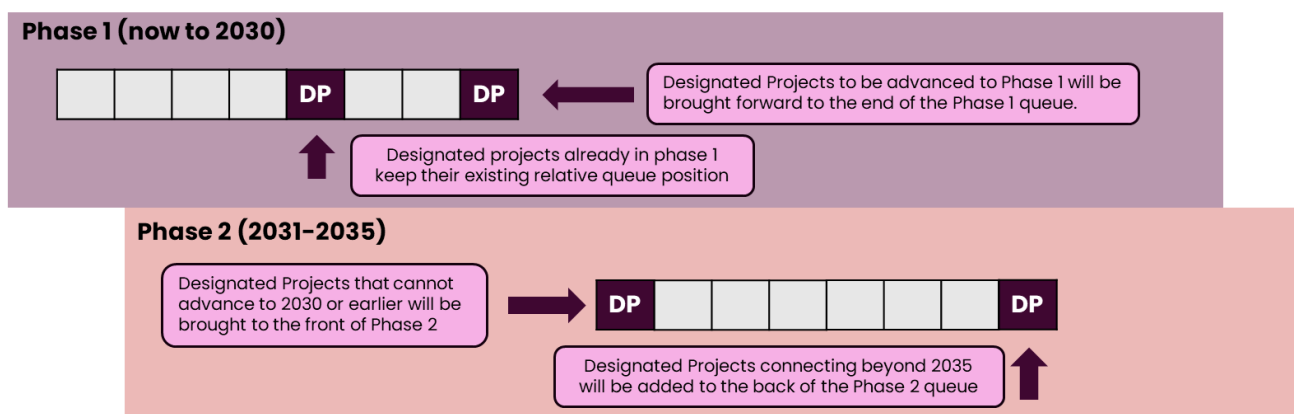 Phase 1 (now to 2030)
DP
DP
Designated Projects to be advanced to Phase 1 will be
brought forward to the end of the Phase 1 queue.
Designated projects already in phase 1
keep their existing relative queue position
Phase 2 (2031-2035)
Designated Projects that cannot
advance to 2030 or earlier will be
brought to the front of Phase 2
DP
DP
Designated Projects connecting beyond 2035
will be added to the back of the Phase 2 queue